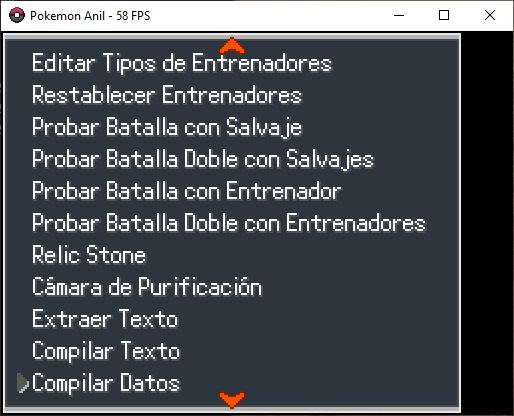 Pokemon Anil - 58 FPS
Editar Tipos de Entrenadores
Restablecer Entrenadores
Probar Batalla con Salvaje
Probar Batalla Doble con Salvajes
Probar Batalla con Entrenador
Probar Batalla Doble con Entrenadores
Relic Stone
Cámara de Purificación
Extraer Texto
Compilar Texto
Compilar Datos